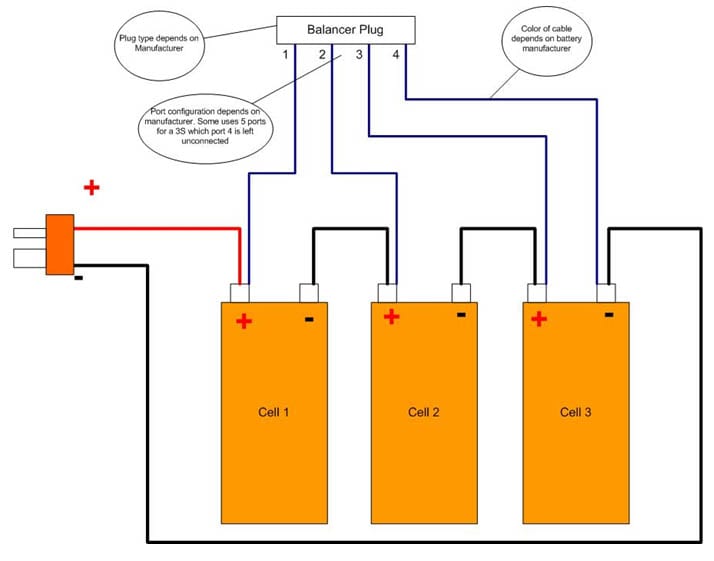 Balancer Plug
1 2 3 4
Plug type depends on
Manufacturer
Color of cable
depends on battery
manufacturer
Port configuration depends on
manufacturer. Some uses 5 ports
for a 3S which port 4 is left
unconnected
+
-
+ -
+ -
+ -
Cell 1
Cell 2
Cell 3